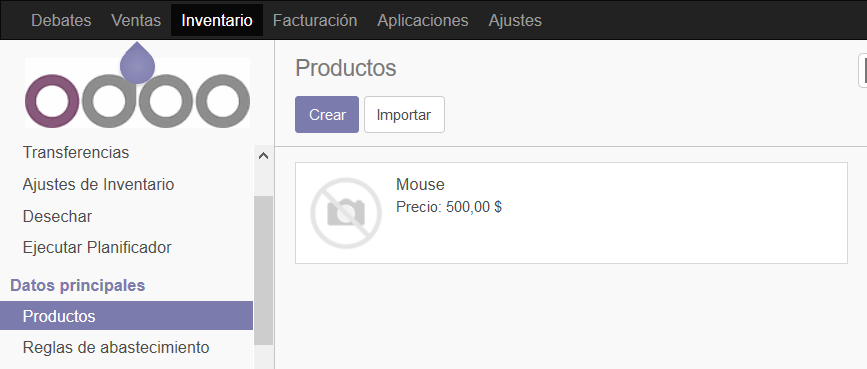 Debates Ventas Inventario Facturación Aplicaciones Ajustes
odoo
Transferencias
Ajustes de Inventario
Desechar
Ejecutar Planificador
Datos principales
Productos
Reglas de abastecimiento
Productos
Crear Importar
Mouse
Precio: 500,00 $